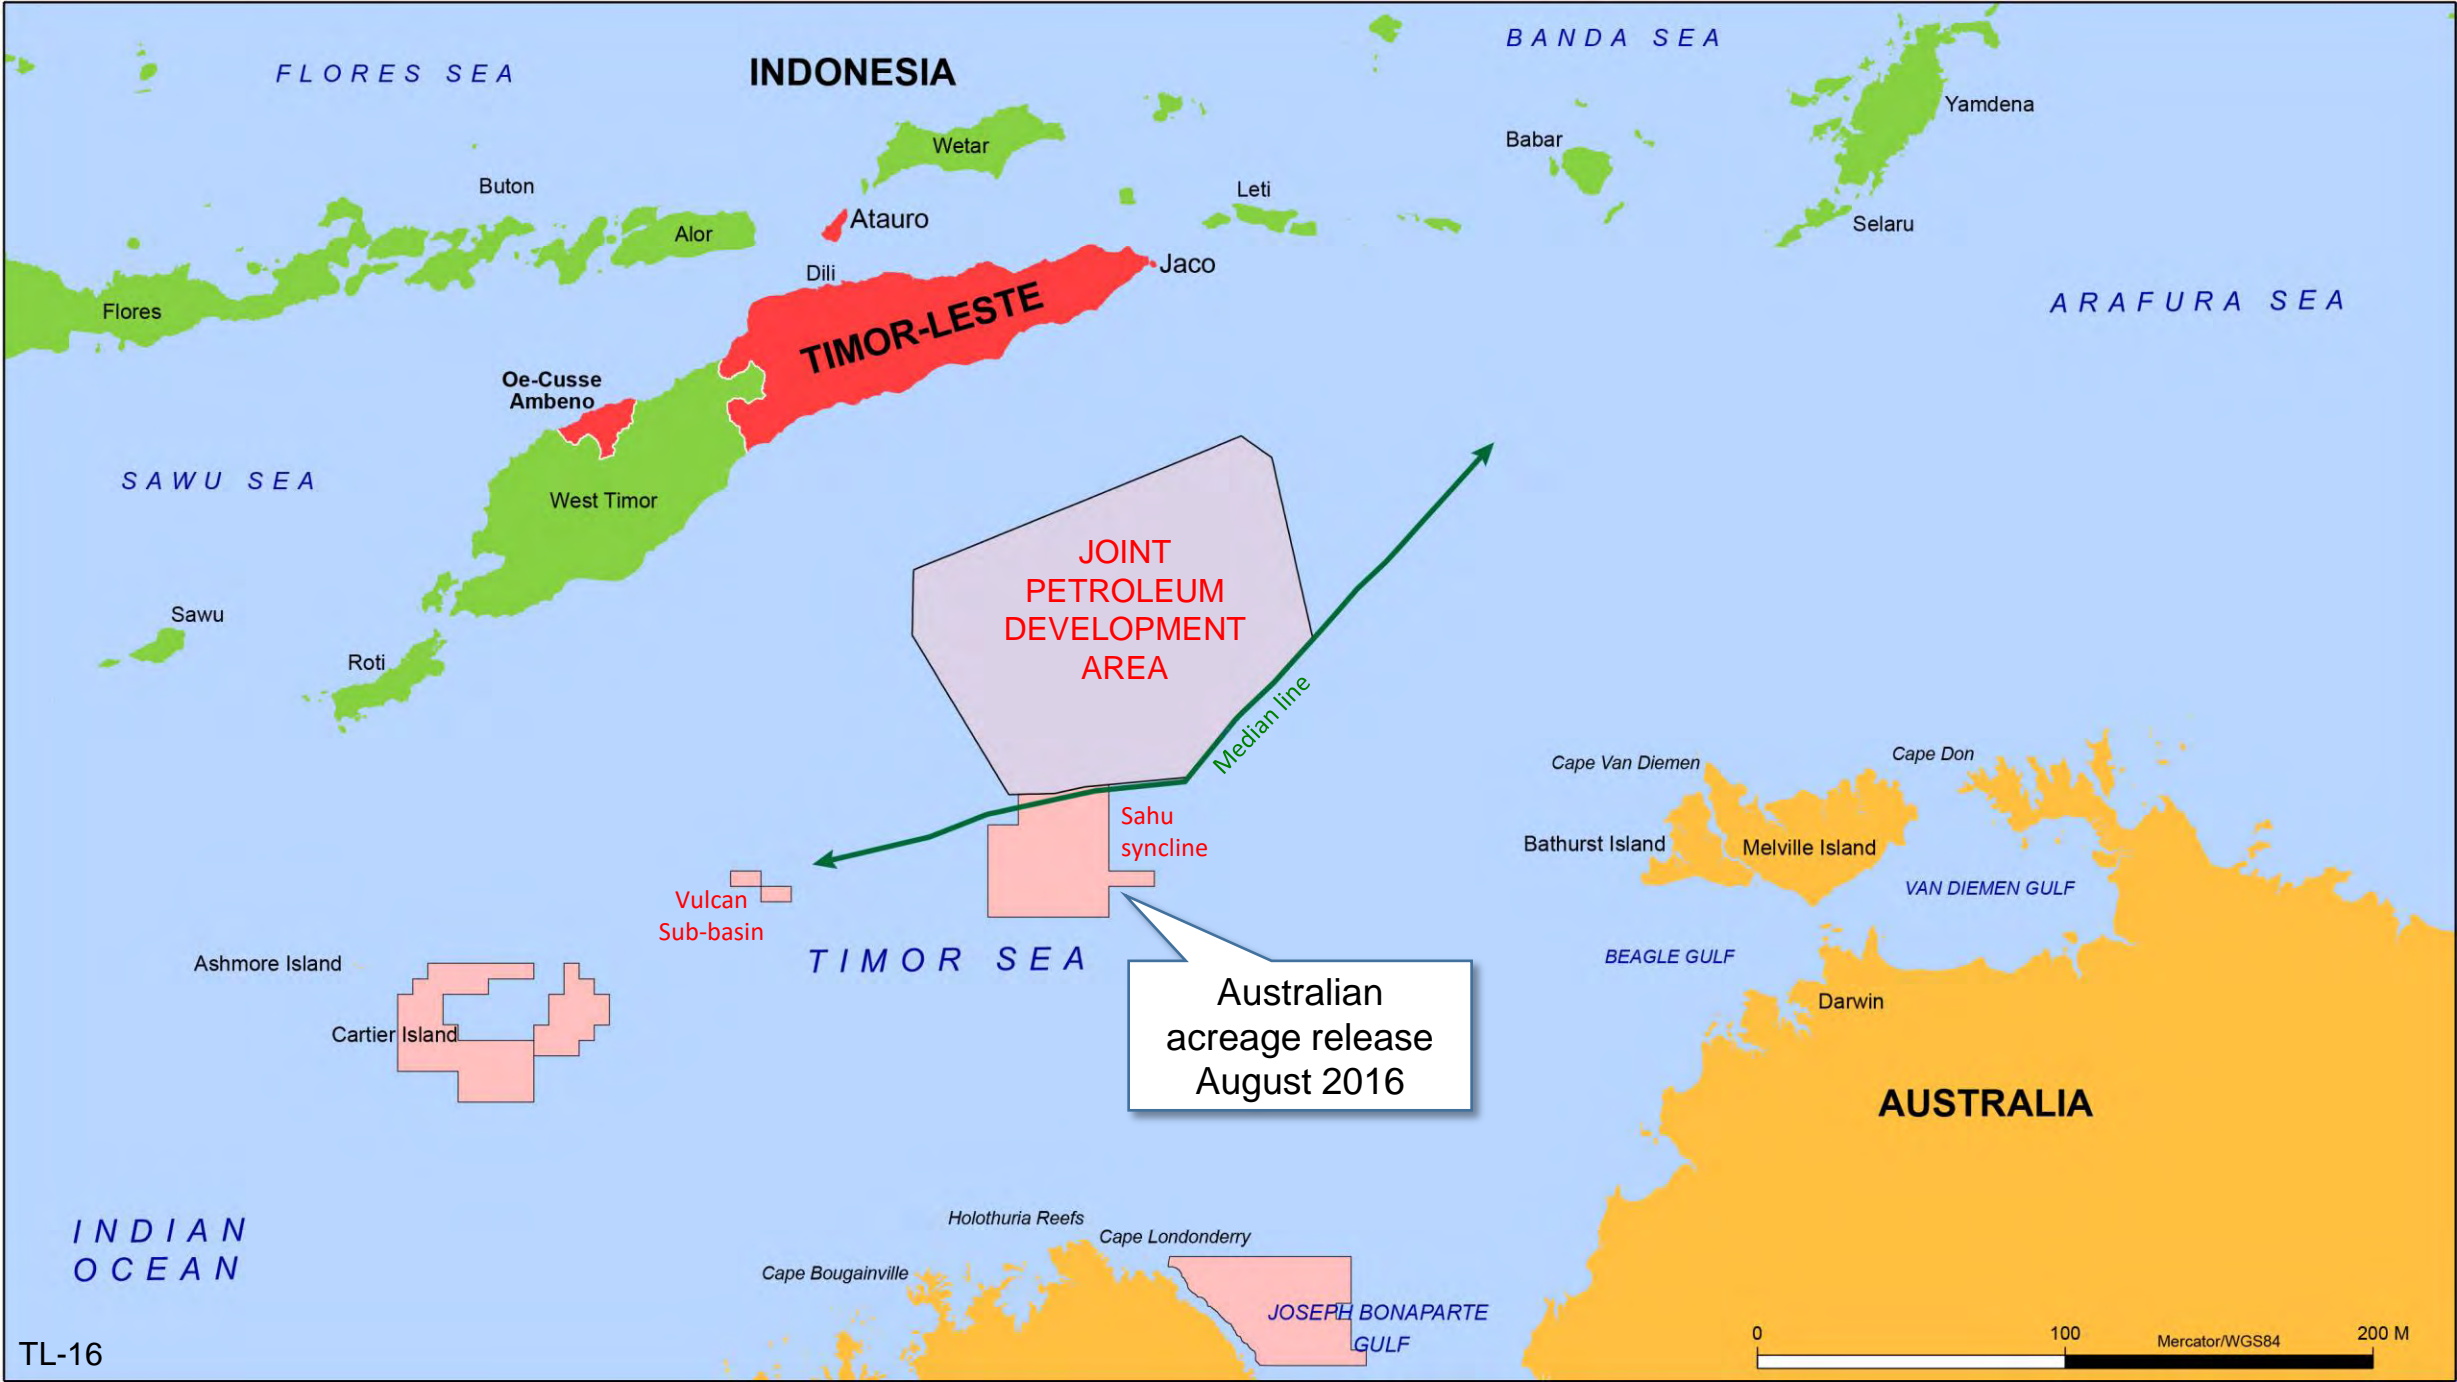 FLORES SEA
INDONESIA
BANDA SEA
Yamdena
Wetar
Babar
Buton
Leti
Atauro
Alor
Selaru
Dili
Jaco
Flores
TIMOR-LESTE
ARAFURA SEA
Oe-Cusse
Ambeno
SAWU SEA
West Timor
JOINT
PETROLEUM
DEVELOPMENT
AREA
Sawu
Roti
Median line
Cape Van Diemen
Cape Don
Sahu
syncline
Bathurst Island
Melville Island
Vulcan
Sub-basin
VAN DIEMEN GULF
TIMOR SEA
BEAGLE GULF
Ashmore Island
Australian
acreage release
August 2016
Darwin
Cartier Island
AUSTRALIA
INDIAN
OCEAN
Holothuria Reefs
Cape Londonderry
Cape Bougainville
JOSEPH BONAPARTE
GULF
0 100 200 M
Mercator/WGS84
TL-16